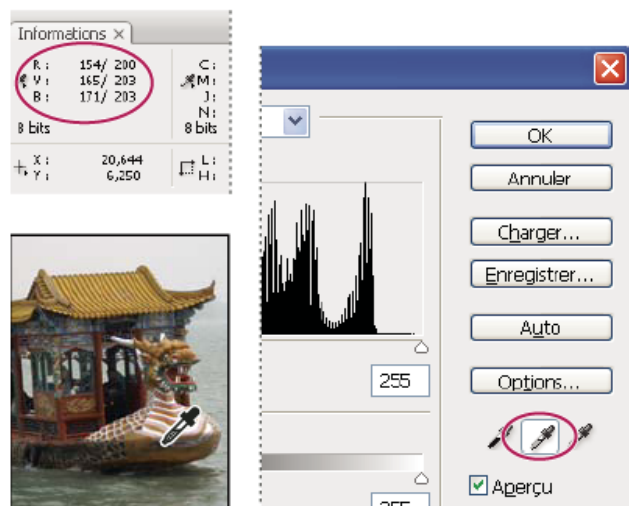 Informations ×
R : 154/ 200
V : 165/ 203
B : 171/ 203
8 bits
C :
M :
J :
N :
8 bits
X : 20,644
Y : 6,250
L :
H :
OK
Annuler
Charger...
Enregistrer...
Auto
255
Options...
Aperçu
255